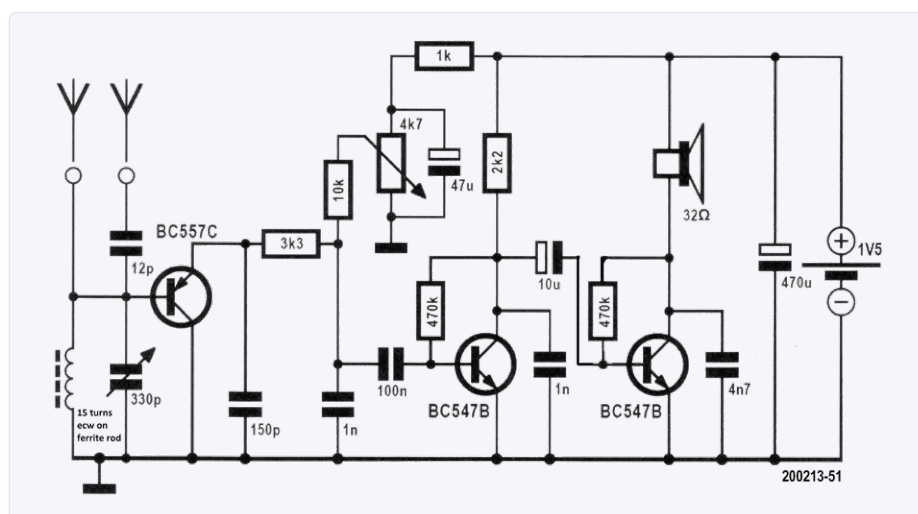 1k
4k7
47u
10k
2k2
32Ω
BC557C
3k3
12p
470k
10u
470k
470u
1V5
330p
15 turns
ecw on
ferrite rod
150p
1n
100n
BC547B
1n
BC547B
4n7
200213-51